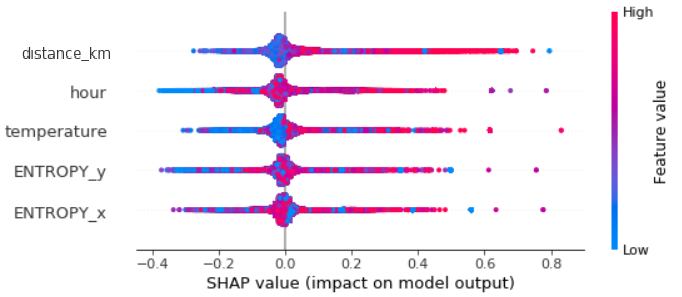 High
distance_km
hour
temperature
ENTROPY_y
ENTROPY_x
Feature value
Low
−0.4 −0.2 0.0 0.2 0.4 0.6 0.8
SHAP value (impact on model output)